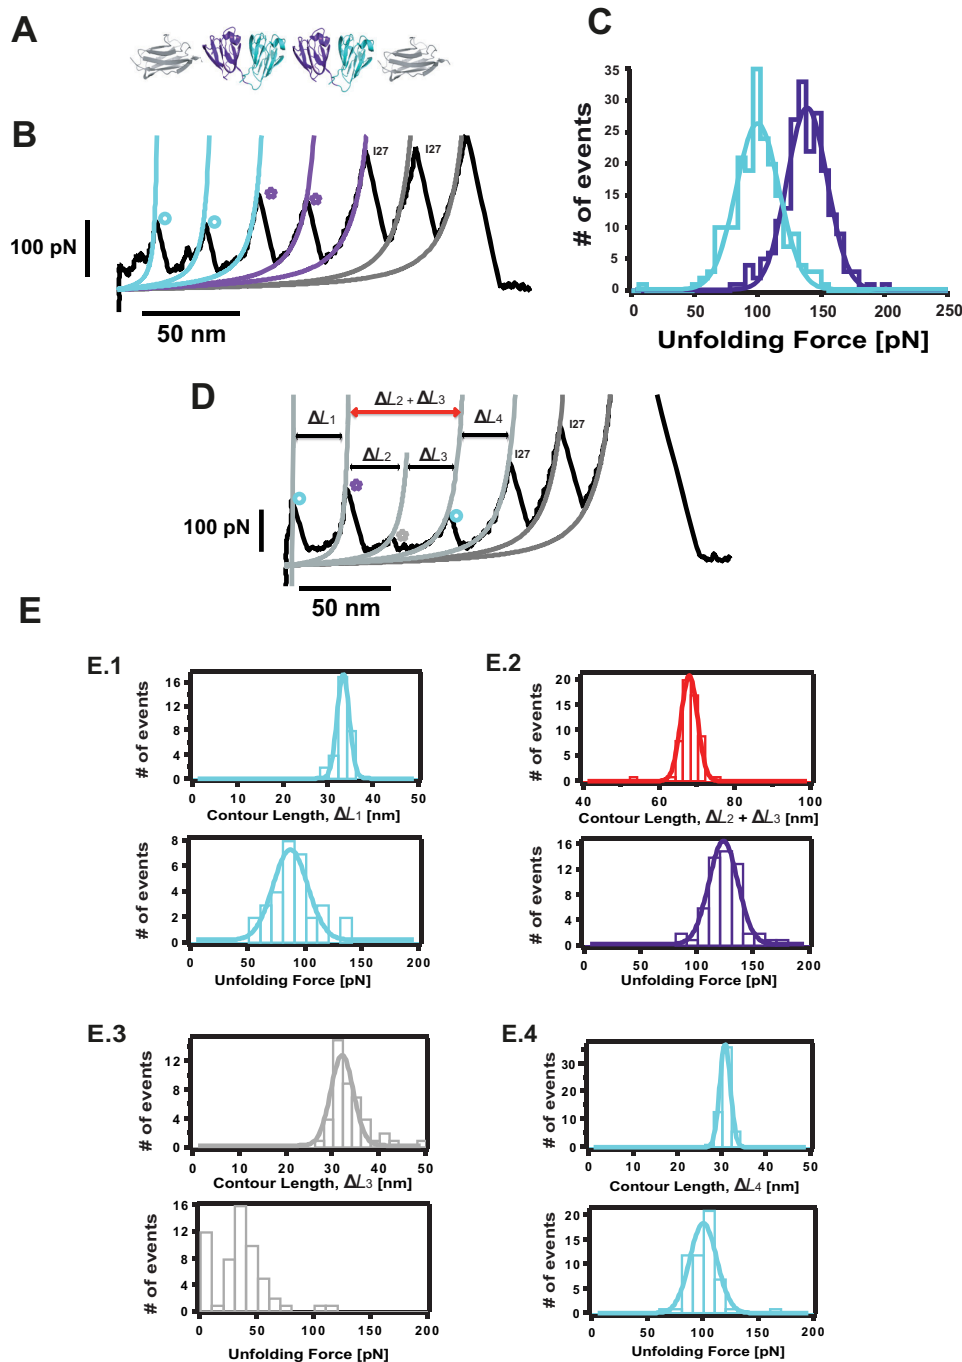 A
B
I27
I27
100 pN
50 nm
C
# of events
35
30
25
20
15
10
5
0
0 50 100 150 200 250
Unfolding Force [pN]
D
ΔL1
ΔL2 + ΔL3
ΔL4
ΔL2
ΔL3
I27
I27
100 pN
50 nm
E
E.1
# of events
16
12
8
4
0
0 10 20 30 40 50
Contour Length, ΔL1 [nm]
# of events
8
6
4
2
0
0 50 100 150 200
Unfolding Force [pN]
E.2
# of events
20
15
10
5
0
40 60 80 100
Contour Length, ΔL2 + ΔL3 [nm]
# of events
16
12
8
4
0
0 50 100 150 200
Unfolding Force [pN]
E.3
# of events
12
8
4
0
0 10 20 30 40 50
Contour Length, ΔL3 [nm]
# of events
16
12
8
4
0
0 50 100 150 200
Unfolding Force [pN]
E.4
# of events
30
20
10
0
0 10 20 30 40 50
Contour Length, ΔL4 [nm]
# of events
20
15
10
5
0
0 50 100 150 200
Unfolding Force [pN]